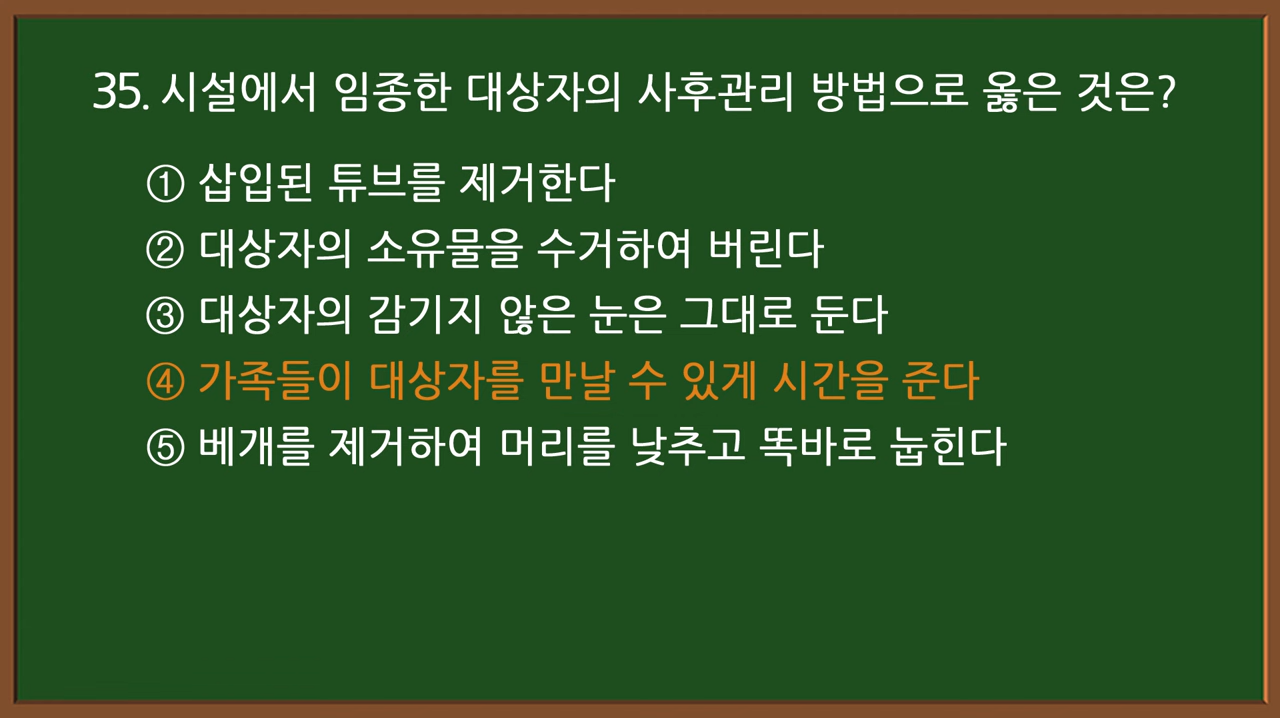 35. 시설에서 임종한 대상자의 사후관리 방법으로 옳은 것은?
① 삽입된 튜브를 제거한다
② 대상자의 소유물을 수거하여 버린다
③ 대상자의 감기지 않은 눈은 그대로 둔다
④ 가족들이 대상자를 만날 수 있게 시간을 준다
⑤ 베개를 제거하여 머리를 낮추고 똑바로 눕힌다